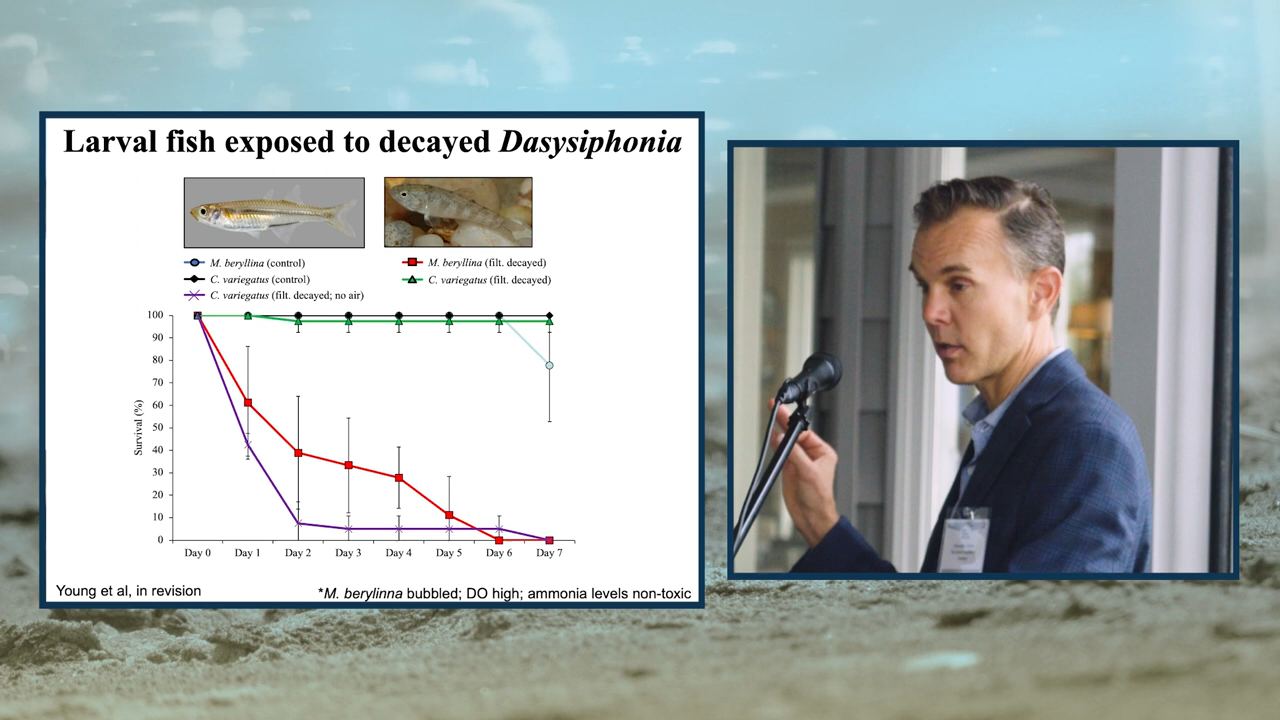 Larval fish exposed to decayed Dasysiphonia
M. beryllina (control)
M. beryllina (filt. decayed)
C. variegatus (control)
C. variegatus (filt. decayed)
C. variegatus (filt. decayed; no air)
Survival (%)
100
90
80
70
60
50
40
30
20
10
0
Day 0 Day 1 Day 2 Day 3 Day 4 Day 5 Day 6 Day 7
Young et al, in revision
*M. berylinna bubbled; DO high; ammonia levels non-toxic